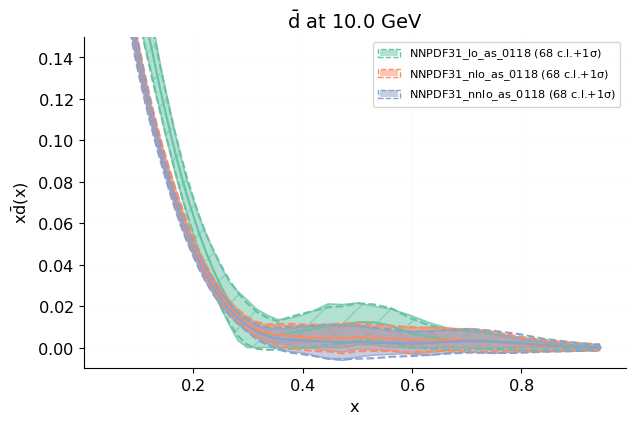 d̄ at 10.0 GeV
NNPDF31_lo_as_0118 (68 c.l.+1σ)
NNPDF31_nlo_as_0118 (68 c.l.+1σ)
NNPDF31_nnlo_as_0118 (68 c.l.+1σ)
xd̄(x)
0.14
0.12
0.10
0.08
0.06
0.04
0.02
0.00
0.2 0.4 0.6 0.8
x